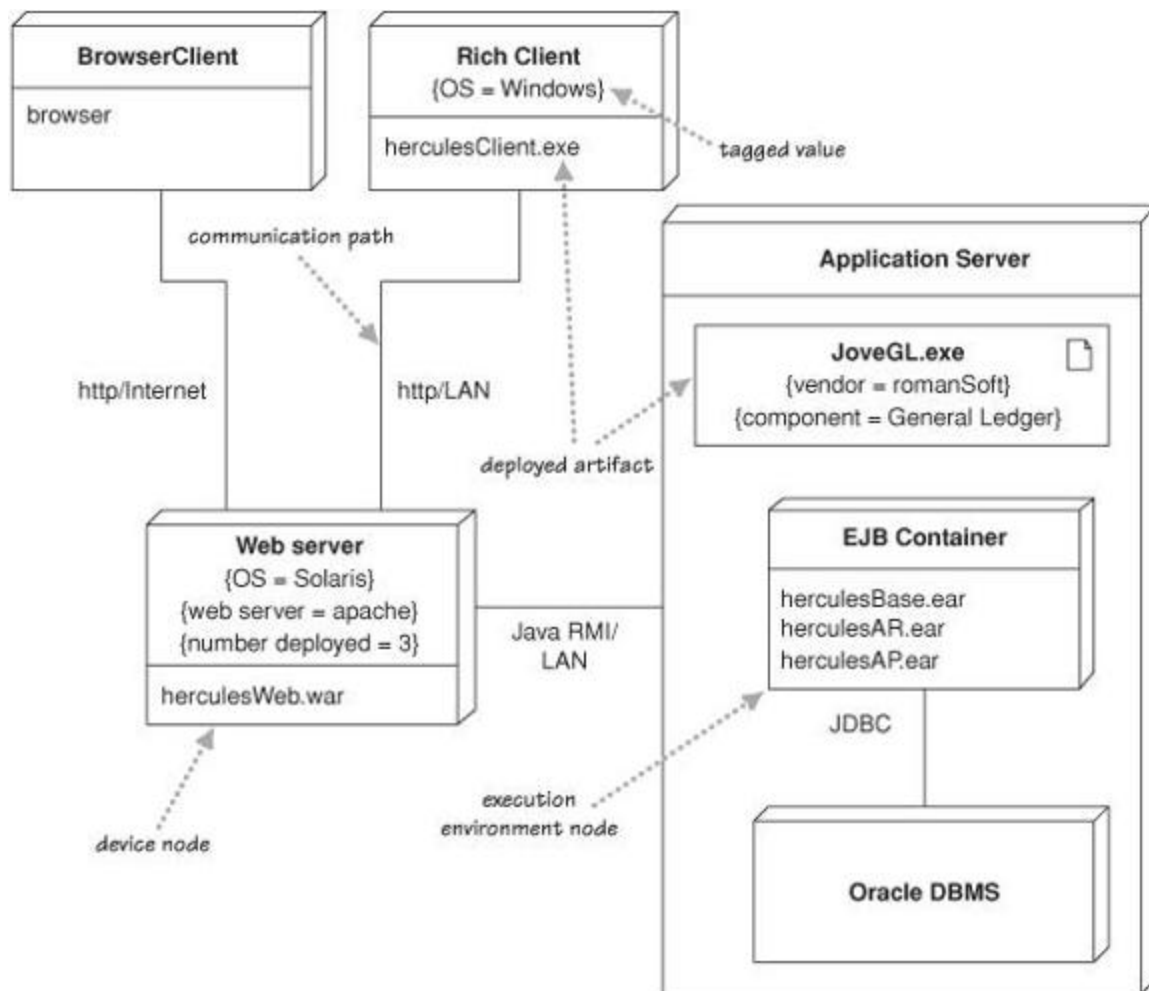 BrowserClient
browser
Rich Client
{OS = Windows}
herculesClient.exe
tagged value
communication path
http/Internet
http/LAN
deployed artifact
Application Server
JoveGL.exe
{vendor = romanSoft}
{component = General Ledger}
Web server
{OS = Solaris}
{web server = apache}
{number deployed = 3}
herculesWeb.war
Java RMI/
LAN
EJB Container
herculesBase.ear
herculesAR.ear
herculesAP.ear
JDBC
device node
execution
environment node
Oracle DBMS